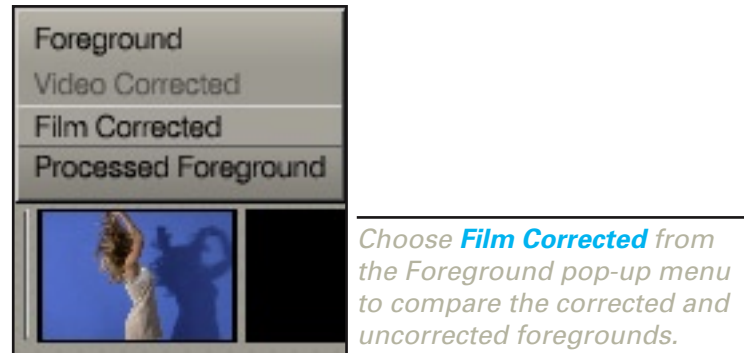 Foreground
Video Corrected
Film Corrected
Processed Foreground
Choose Film Corrected from
the Foreground pop-up menu
to compare the corrected and
uncorrected foregrounds.